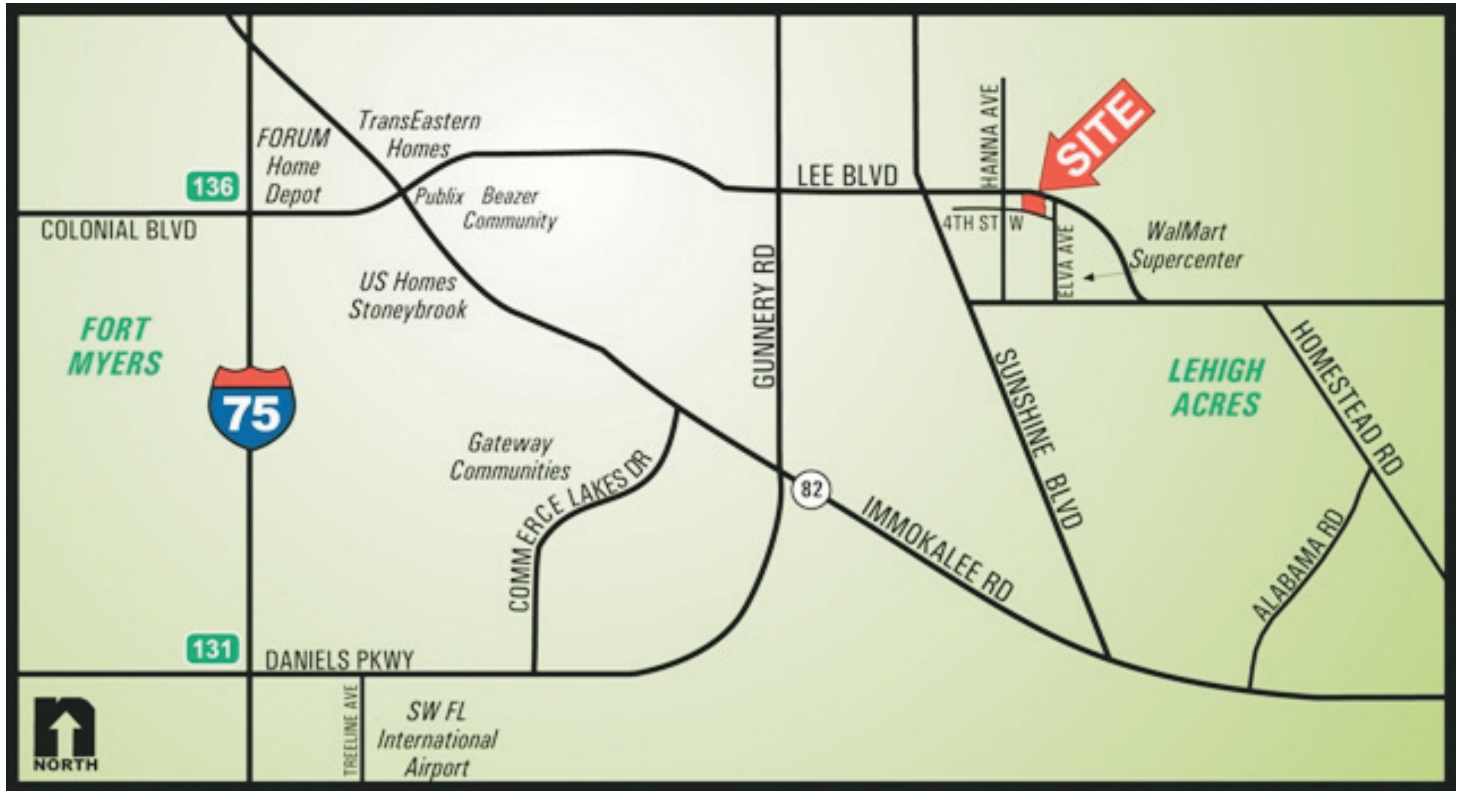 TransEastern
Homes
FORUM
Home
Depot
136
COLONIAL BLVD
Publix
Beazer
Community
LEE BLVD
HANNA AVE
SITE
4TH ST W
ELVA AVE
WalMart
Supercenter
US Homes
Stoneybrook
GUNNERY RD
FORT
MYERS
75
SUNSHINE BLVD
LEHIGH
ACRES
HOMESTEAD RD
Gateway
Communities
COMMERCE LAKES DR
82
IMMOKALEE RD
ALABAMA RD
131
DANIELS PKWY
TREELINE AVE
SW FL
International
Airport
n
NORTH